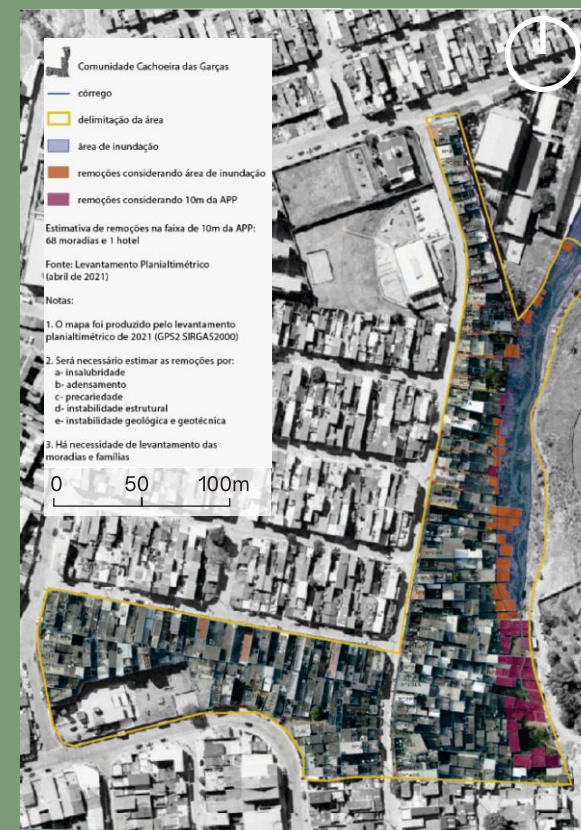 Comunidade Cachoeira das Garças
córrego
delimitação da área
área de inundação
remoções considerando área de inundação
remoções considerando 10m da APP
Estimativa de remoções na faixa de 10m da APP:
68 moradias e 1 hotel
Fonte: Levantamento Planialtimétrico
(abril de 2021)
Notas:
1. O mapa foi produzido pelo levantamento
planialtimétrico de 2021 (GPS2 SIRGAS2000)
2. Será necessário estimar as remoções por:
a- insalubridade
b- adensamento
c- precariedade
d- instabilidade estrutural
e- instabilidade geológica e geotécnica
3. Há necessidade de levantamento das
moradias e famílias
0 50 100m